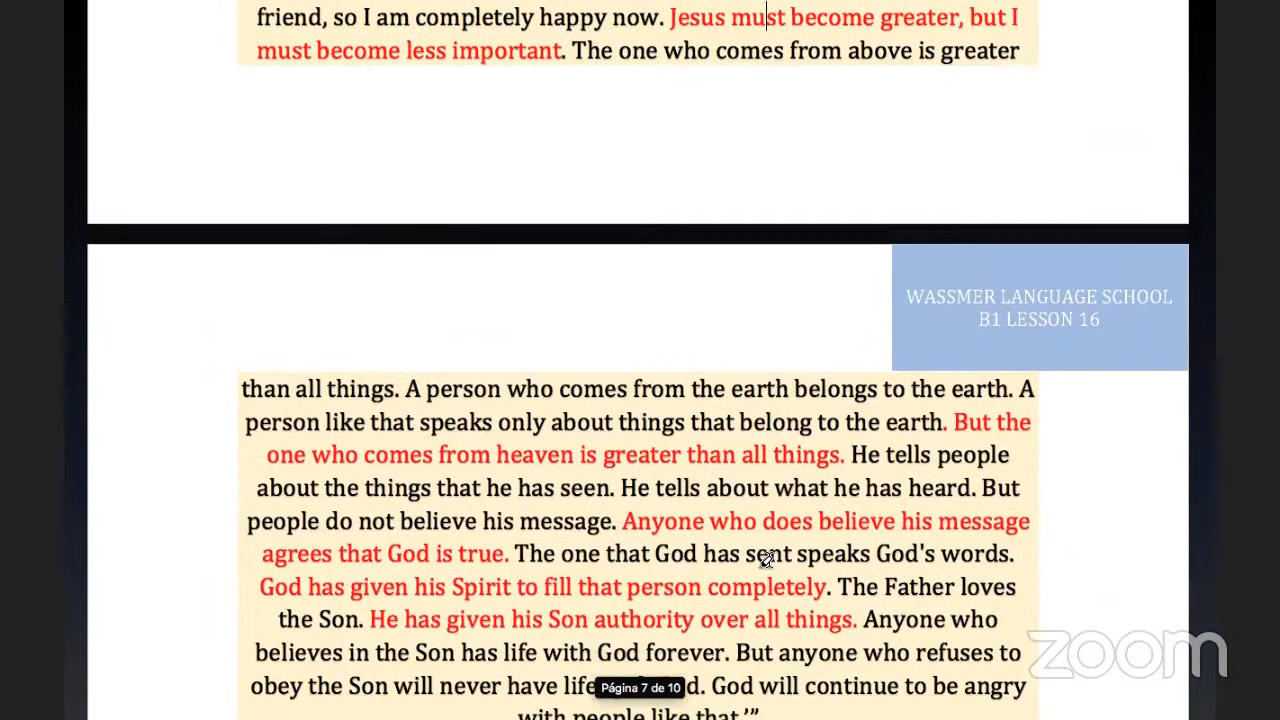 friend, so I am completely happy now. Jesus must become greater, but I
must become less important. The one who comes from above is greater
WASSMER LANGUAGE SCHOOL
B1 LESSON 16
than all things. A person who comes from the earth belongs to the earth. A
person like that speaks only about things that belong to the earth. But the
one who comes from heaven is greater than all things. He tells people
about the things that he has seen. He tells about what he has heard. But
people do not believe his message. Anyone who does believe his message
agrees that God is true. The one that God has sent speaks God's words.
God has given his Spirit to fill that person completely. The Father loves
the Son. He has given his Son authority over all things. Anyone who
believes in the Son has life with God forever. But anyone who refuses to
obey the Son will never have life d. God will continue to be angry
Página 7 de 10
with people like that.’”
zoom